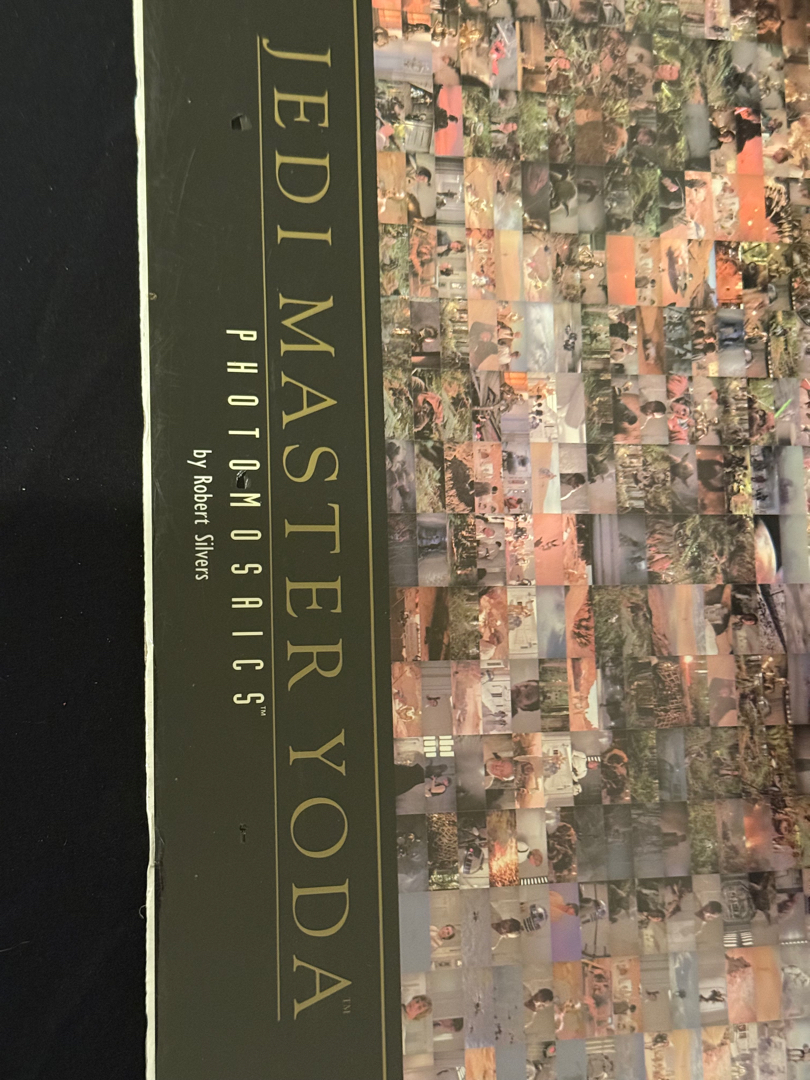 JEDI MASTER YODA™
PHOTOMOSAICS™
by Robert Silvers